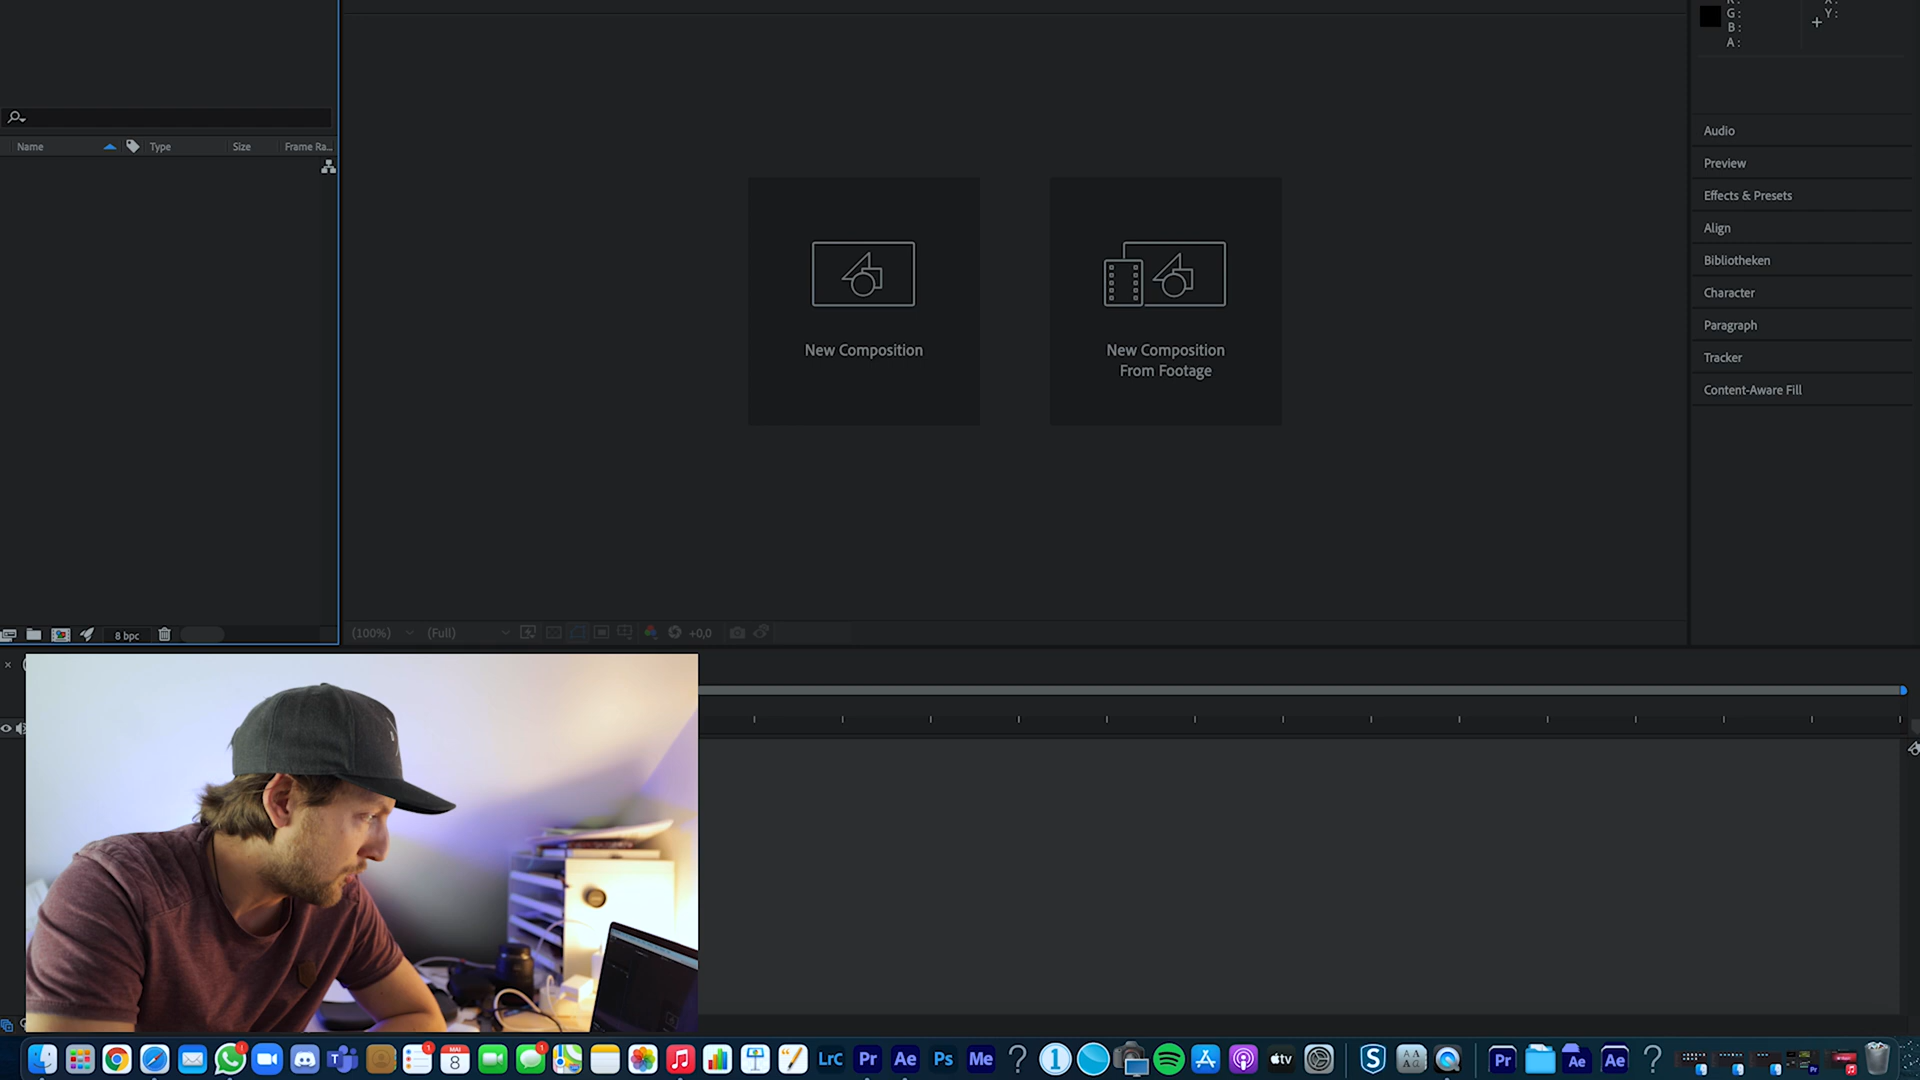 G:
B:
A:
Y:
Name
Type
Size
Frame Ra...
Audio
Preview
Effects & Presets
Align
Bibliotheken
Character
Paragraph
Tracker
Content-Aware Fill
New Composition
New Composition
From Footage
8 bpc
(100%)
(Full)
+0,0
LrC
Pr
Ae
Ps
Me
MAI
8
tv
Pr
Ae
Ae